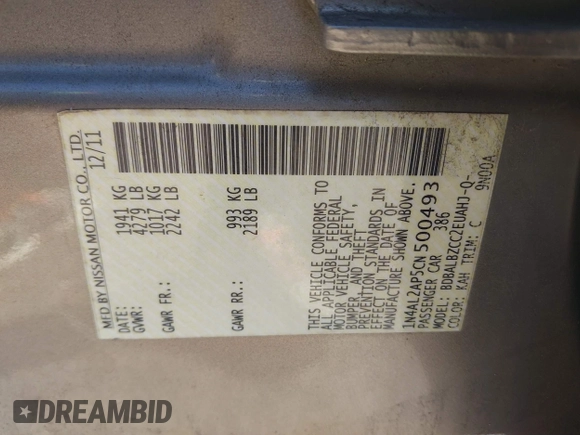 MFD BY NISSAN MOTOR CO., LTD.
DATE: 12/11
GVWR: 1941 KG
4279 LB
GAWR FR.: 1017 KG
2242 LB
GAWR RR.: 993 KG
2189 LB
THIS VEHICLE CONFORMS TO
ALL APPLICABLE FEDERAL
MOTOR VEHICLE SAFETY,
BUMPER, AND THEFT
PREVENTION STANDARDS IN
EFFECT ON THE DATE OF
MANUFACTURE SHOWN ABOVE.
1N4AL2AP5CN500493
PASSENGER CAR 386
MODEL: BDBALBZCC2EUAHJ-Q-
9N00A
COLOR: KAH TRIM: C
DREAMBID